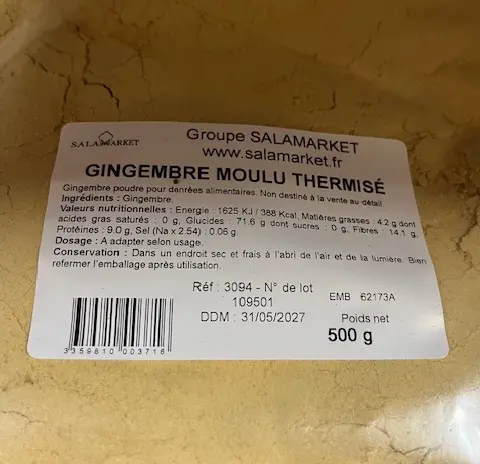 SALAMARKET
Groupe SALAMARKET
www.salamarket.fr
GINGEMBRE MOULU THERMISÉ
Gingembre poudre pour denrées alimentaires. Non destiné à la vente au détail
Ingrédients : Gingembre.
Valeurs nutritionnelles : Energie : 1625 KJ / 388 Kcal, Matières grasses : 4.2 g dont
acides gras saturés : 0 g, Glucides : 71.6 g dont sucres : 0 g, Fibres : 14.1 g,
Protéines : 9.0 g, Sel (Na x 2.54) : 0.06 g
Dosage : A adapter selon usage.
Conservation : Dans un endroit sec et frais à l'abri de l'air et de la lumière. Bien
refermer l'emballage après utilisation.
Réf : 3094 - N° de lot
109501
DDM : 31/05/2027
EMB 62173A
Poids net
500 g
3359810 003716